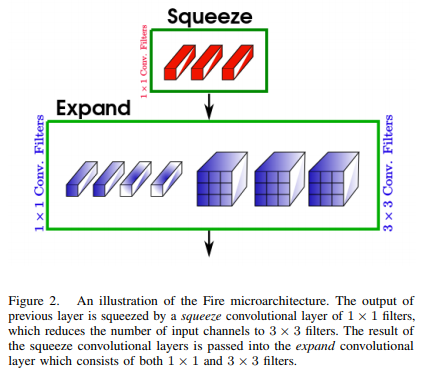 Squeeze
1 × 1 Conv. Filters
Expand
1 × 1 Conv. Filters
3 × 3 Conv. Filters
Figure 2. An illustration of the Fire microarchitecture. The output of
previous layer is squeezed by a squeeze convolutional layer of 1 × 1 filters,
which reduces the number of input channels to 3 × 3 filters. The result of
the squeeze convolutional layers is passed into the expand convolutional
layer which consists of both 1 × 1 and 3 × 3 filters.